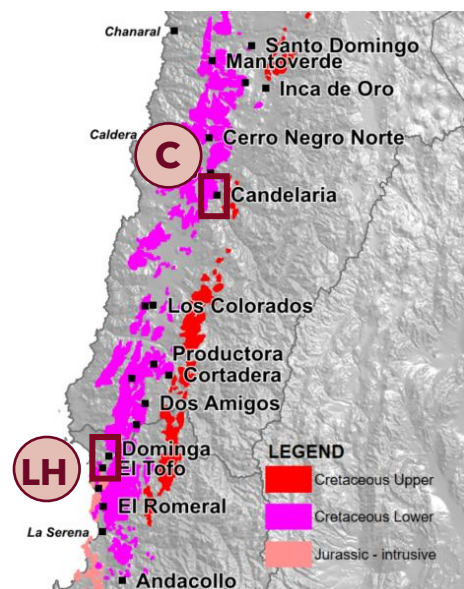 Chanaral
Santo Domingo
Mantoverde
Inca de Oro
Caldera
Cerro Negro Norte
C
Candelaria
Los Colorados
Productora
Cortadera
Dos Amigos
Dominga
LH
El Tofo
El Romeral
La Serena
Andacollo
LEGEND
Cretaceous Upper
Cretaceous Lower
Jurassic - intrusive